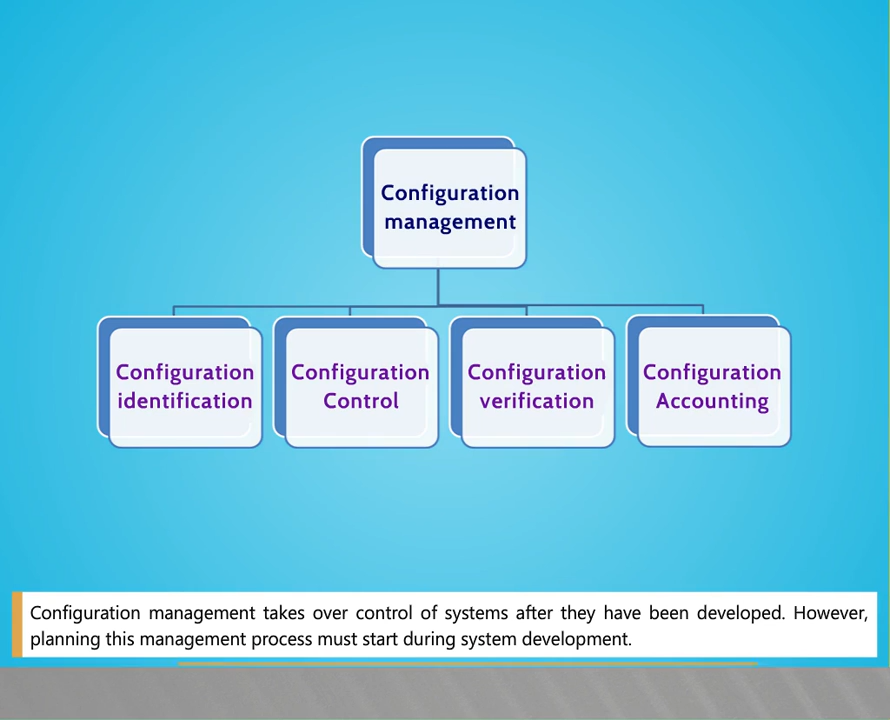 Configuration
management
Configuration
identification
Configuration
Control
Configuration
verification
Configuration
Accounting
Configuration management takes over control of systems after they have been developed. However,
planning this management process must start during system development.